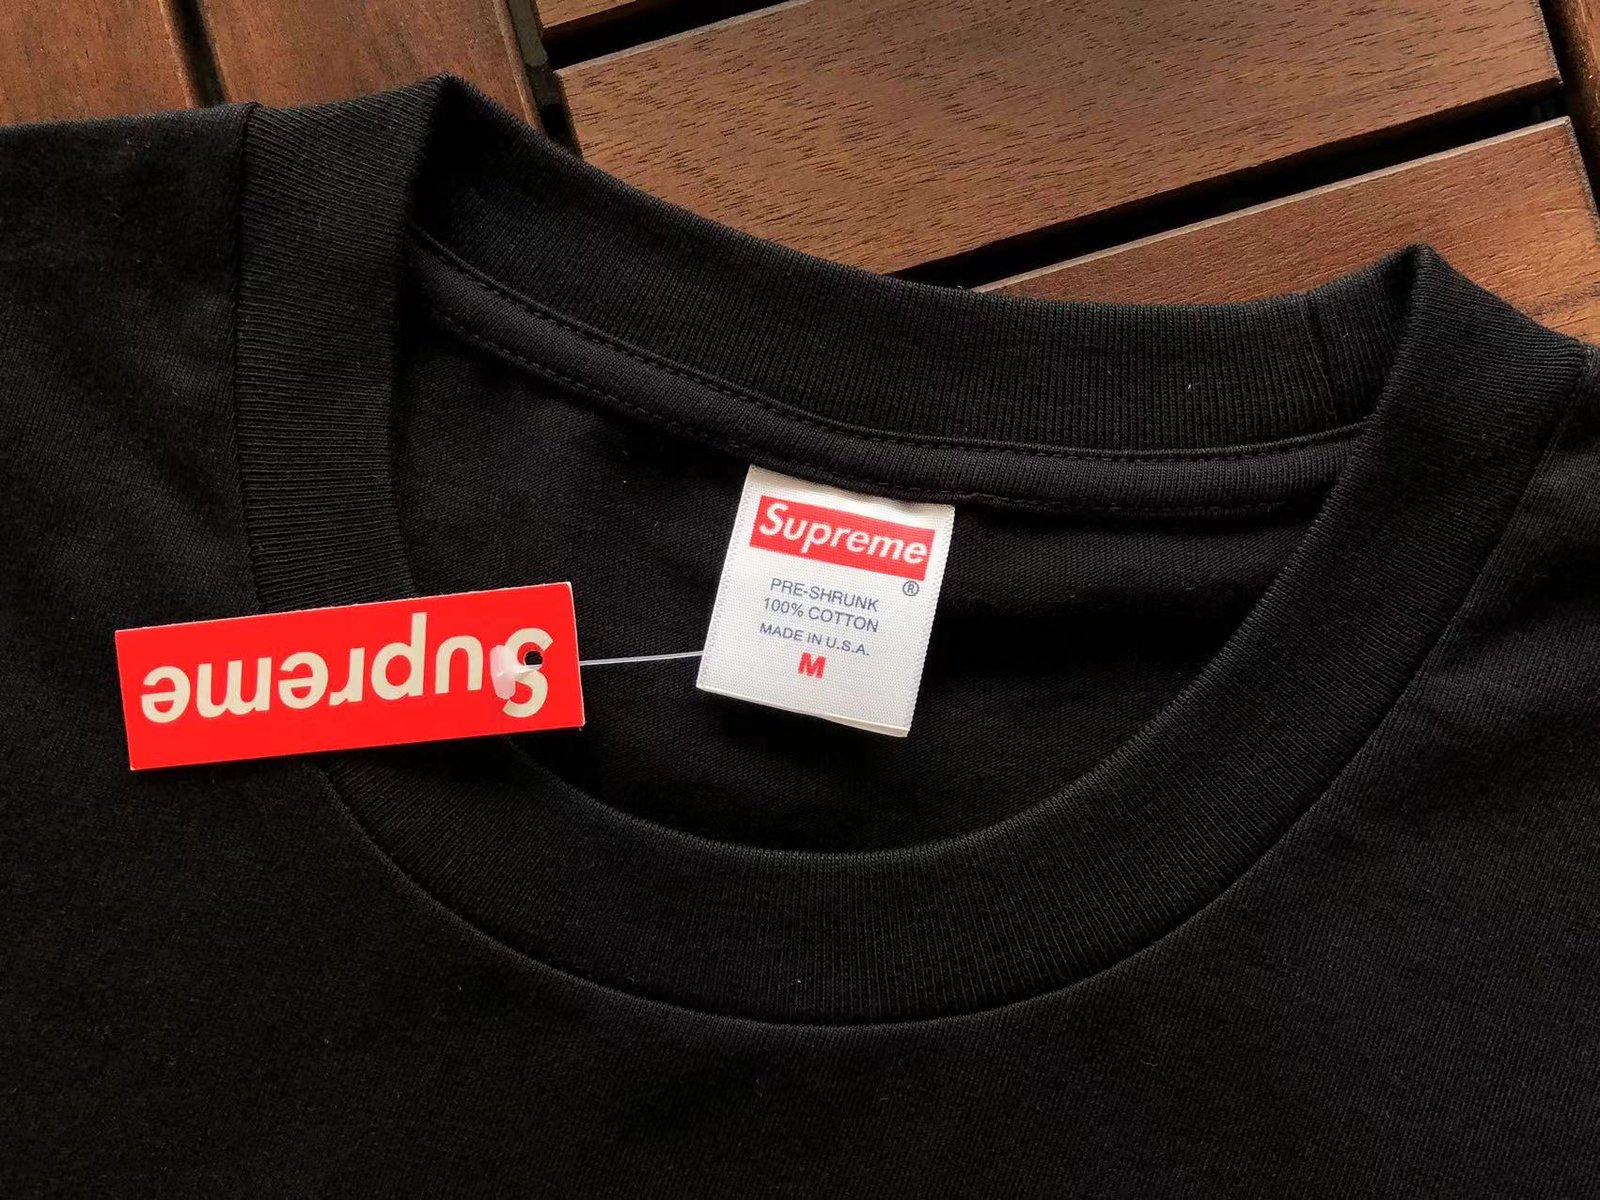 Supreme
®
PRE-SHRUNK
100% COTTON
MADE IN U.S.A.
M
Supreme